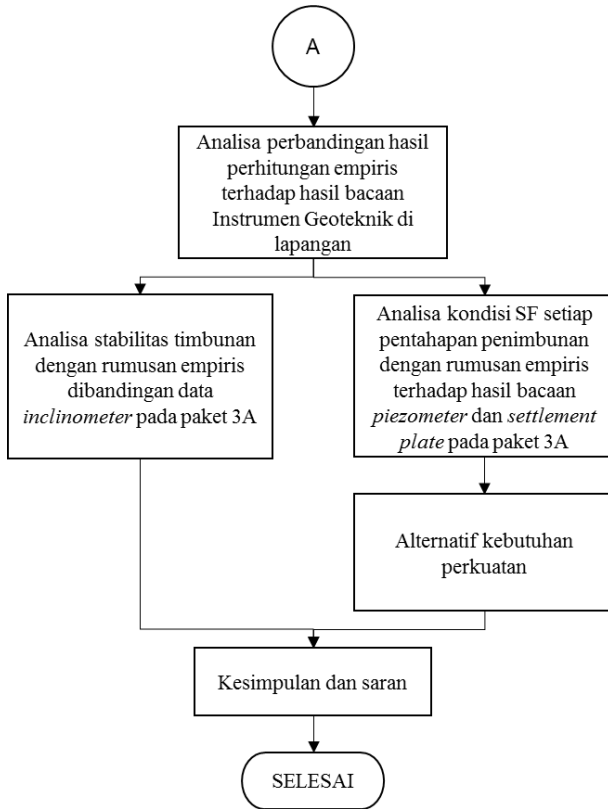 A
Analisa perbandingan hasil
perhitungan empiris
terhadap hasil bacaan
Instrumen Geoteknik di
lapangan
Analisa stabilitas timbunan
dengan rumusan empiris
dibandingan data
inclinometer pada paket 3A
Analisa kondisi SF setiap
pentahapan penimbunan
dengan rumusan empiris
terhadap hasil bacaan
piezometer dan settlement
plate pada paket 3A
Alternatif kebutuhan
perkuatan
Kesimpulan dan saran
SELESAI